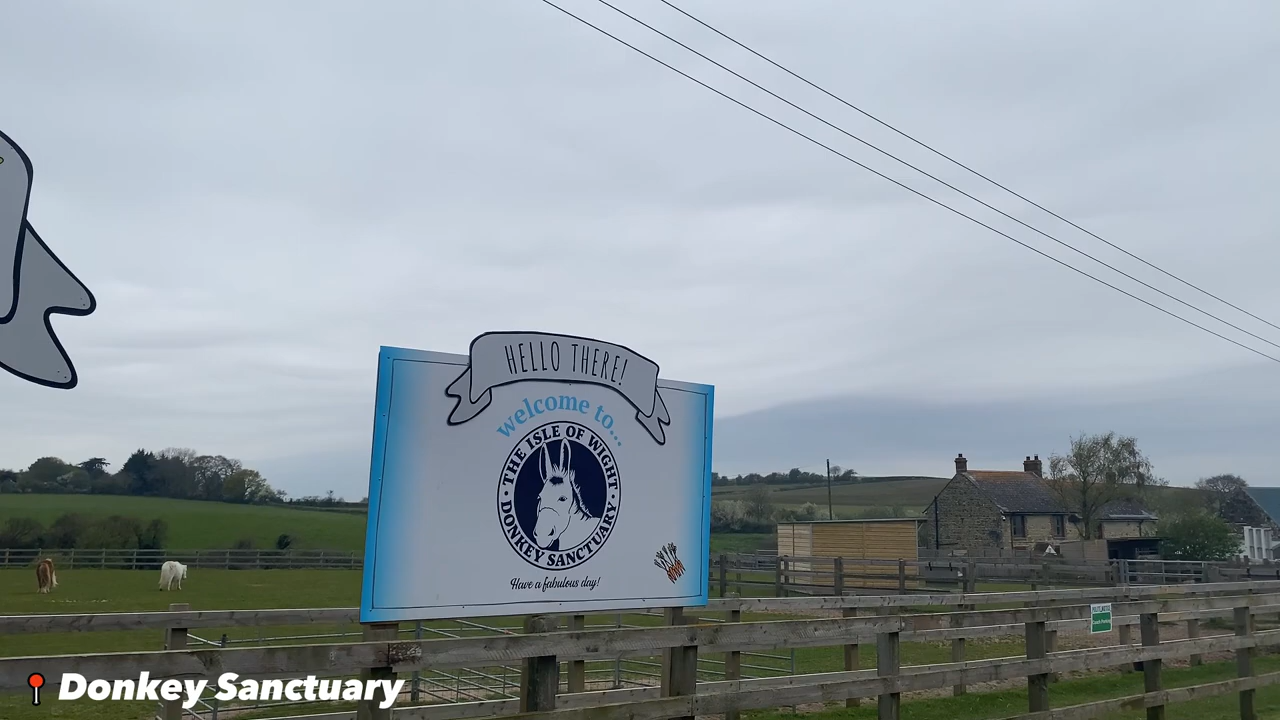 HELLO THERE!
welcome to...
THE ISLE OF WIGHT
DONKEY SANCTUARY
Have a fabulous day!
Donkey Sanctuary